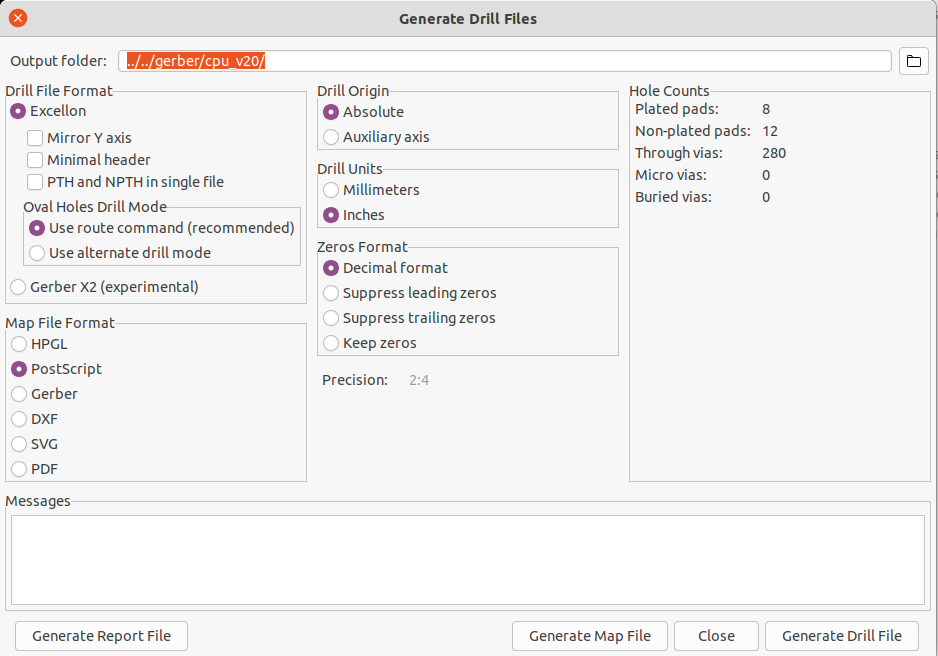 Generate Drill Files
Output folder: ../../gerber/cpu_v20/
Drill File Format
Excellon
Mirror Y axis
Minimal header
PTH and NPTH in single file
Oval Holes Drill Mode
Use route command (recommended)
Use alternate drill mode
Gerber X2 (experimental)
Map File Format
HPGL
PostScript
Gerber
DXF
SVG
PDF
Drill Origin
Absolute
Auxiliary axis
Drill Units
Millimeters
Inches
Zeros Format
Decimal format
Suppress leading zeros
Suppress trailing zeros
Keep zeros
Precision: 2:4
Hole Counts
Plated pads: 8
Non-plated pads: 12
Through vias: 280
Micro vias: 0
Buried vias: 0
Messages
Generate Report File
Generate Map File
Close
Generate Drill File